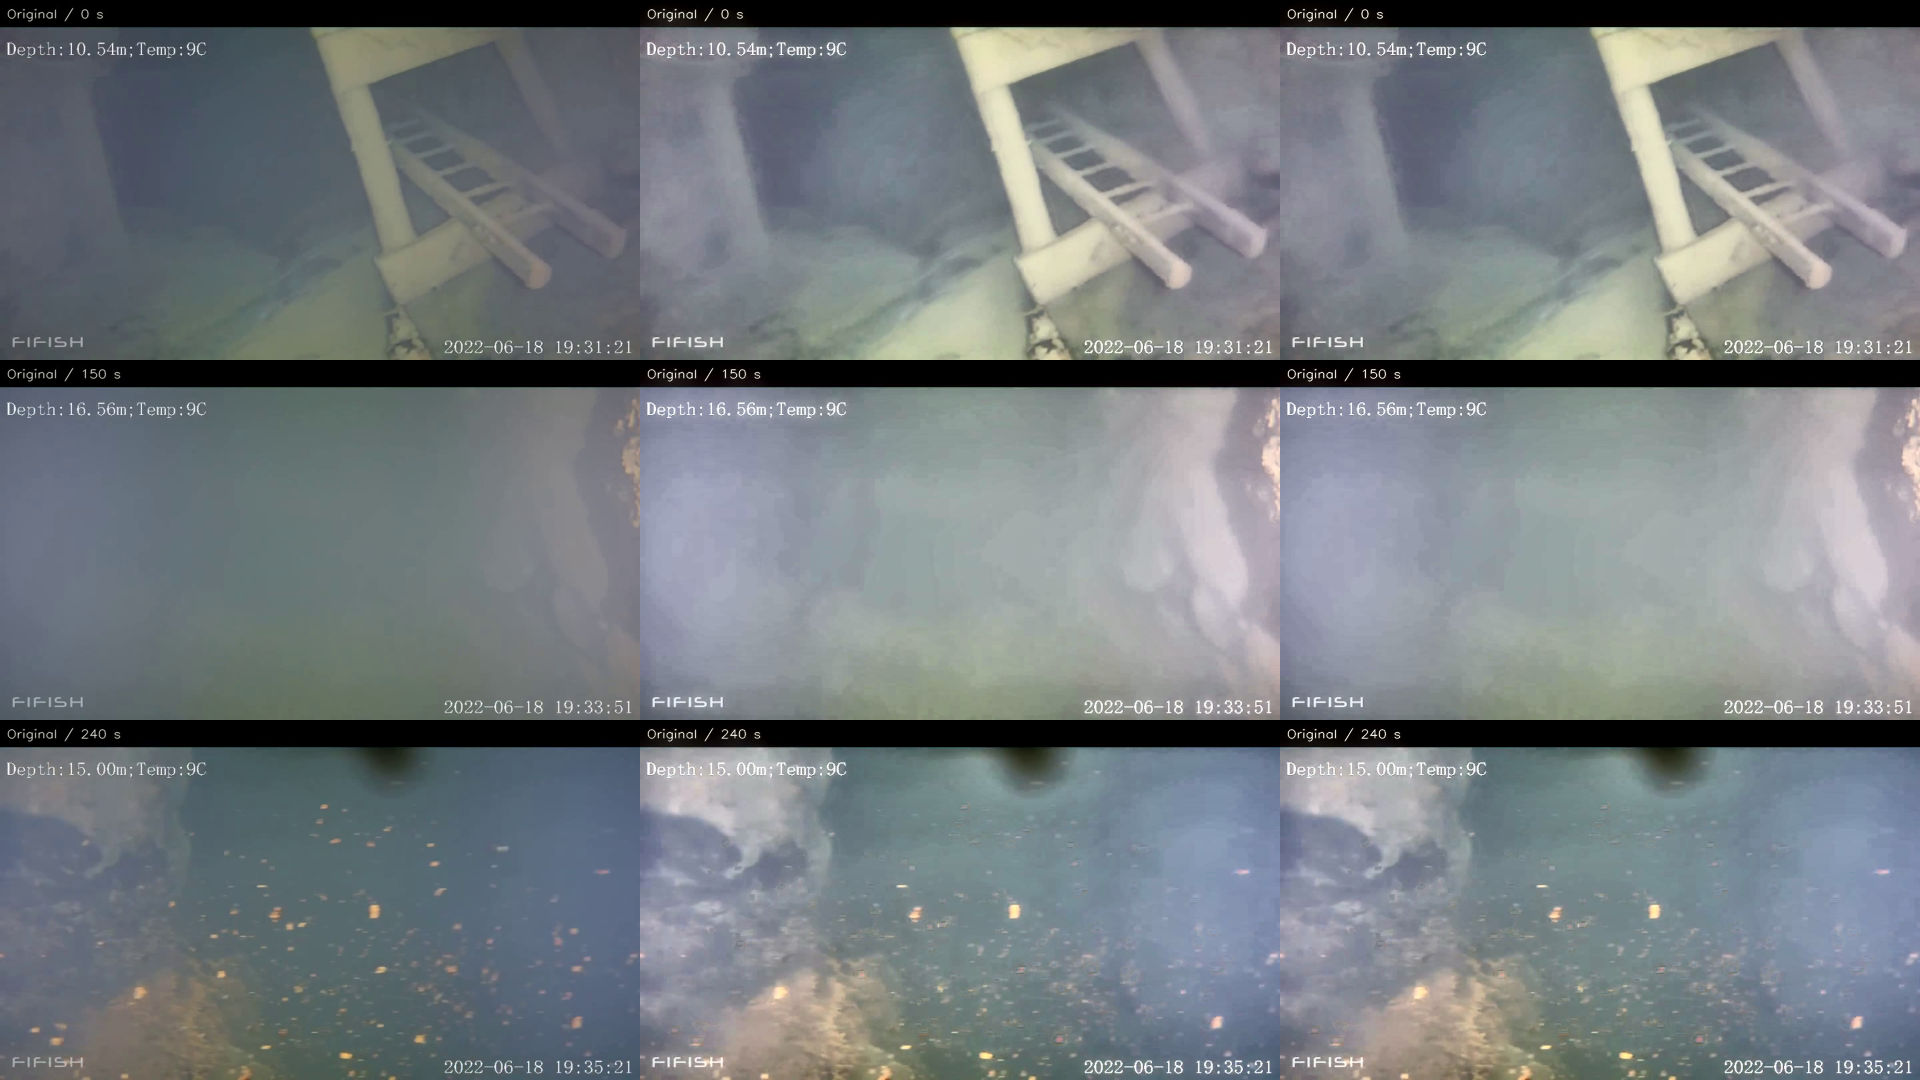 Original / 0 s
Original / 0 s
Original / 0 s
Depth:10.54m;Temp:9C
Depth:10.54m;Temp:9C
Depth:10.54m;Temp:9C
FIFISH
2022-06-18 19:31:21
FIFISH
2022-06-18 19:31:21
FIFISH
2022-06-18 19:31:21
Original / 150 s
Original / 150 s
Original / 150 s
Depth:16.56m;Temp:9C
Depth:16.56m;Temp:9C
Depth:16.56m;Temp:9C
FIFISH
2022-06-18 19:33:51
FIFISH
2022-06-18 19:33:51
FIFISH
2022-06-18 19:33:51
Original / 240 s
Original / 240 s
Original / 240 s
Depth:15.00m;Temp:9C
Depth:15.00m;Temp:9C
Depth:15.00m;Temp:9C
FIFISH
2022-06-18 19:35:21
FIFISH
2022-06-18 19:35:21
FIFISH
2022-06-18 19:35:21